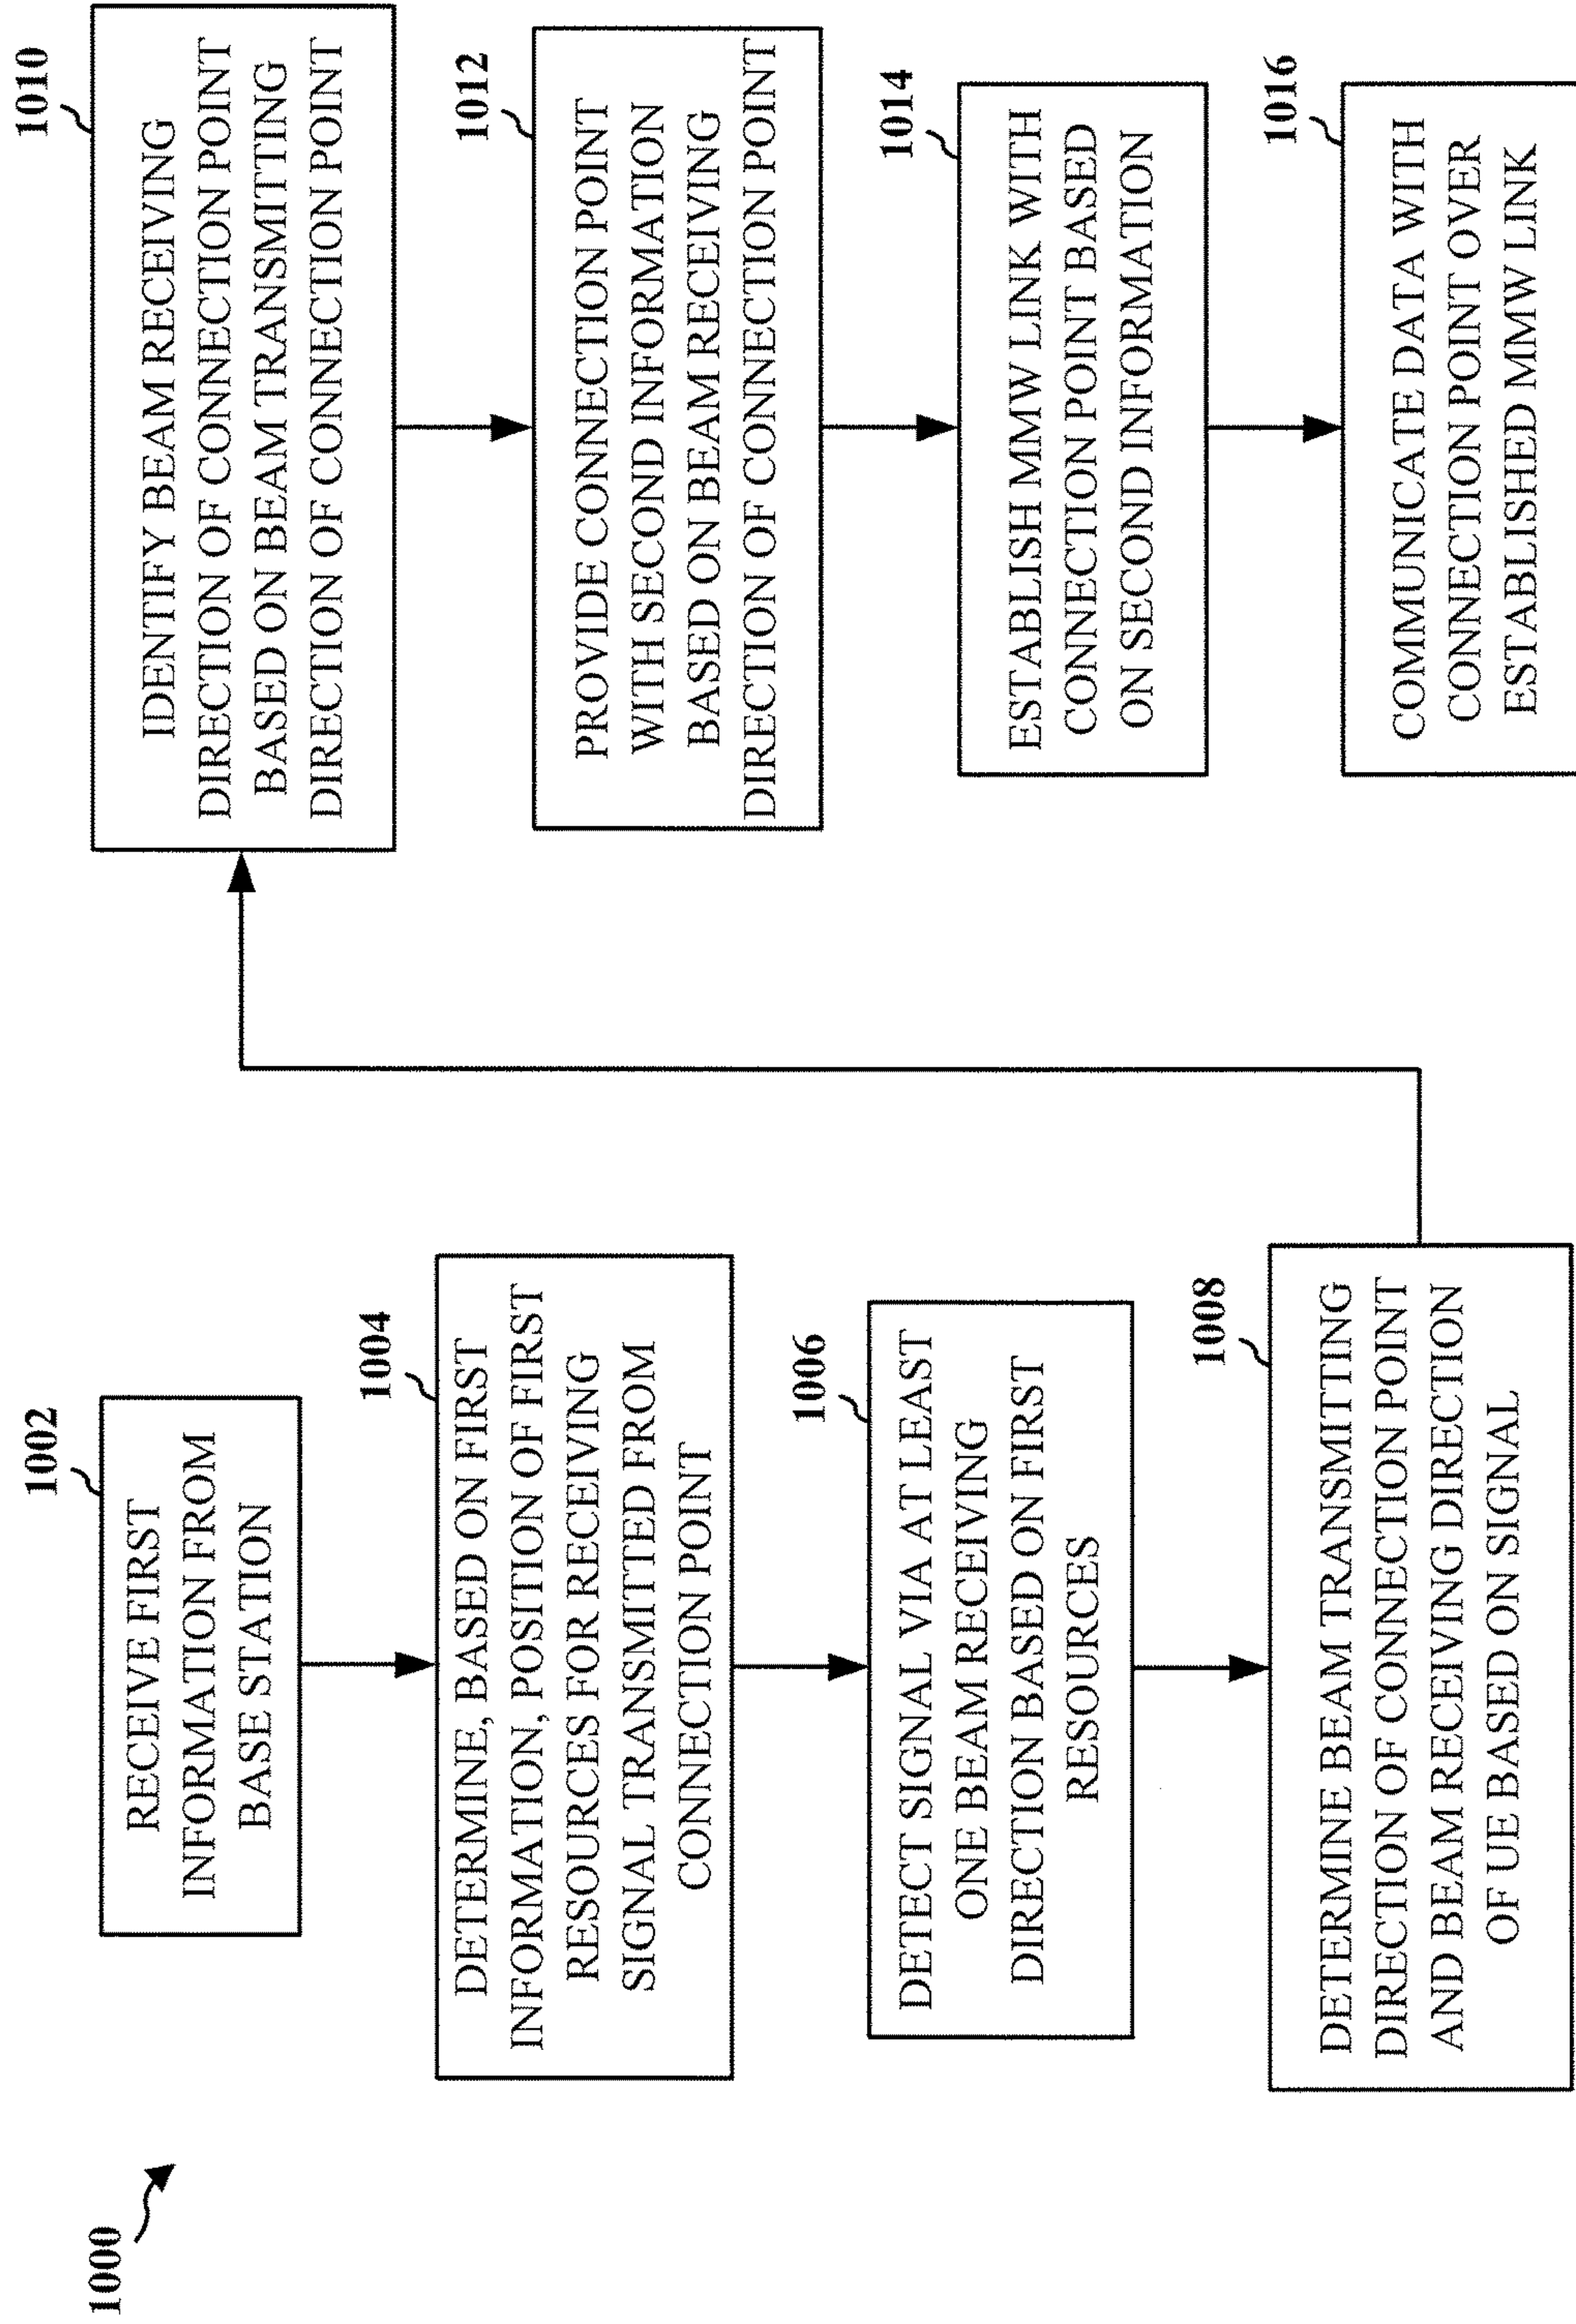 1000
1002
RECEIVE FIRST
INFORMATION FROM
BASE STATION
1004
DETERMINE, BASED ON FIRST
INFORMATION, POSITION OF FIRST
RESOURCES FOR RECEIVING
SIGNAL TRANSMITTED FROM
CONNECTION POINT
1006
DETECT SIGNAL VIA AT LEAST
ONE BEAM RECEIVING
DIRECTION BASED ON FIRST
RESOURCES
1008
DETERMINE BEAM TRANSMITTING
DIRECTION OF CONNECTION POINT
AND BEAM RECEIVING DIRECTION
OF UE BASED ON SIGNAL
1010
IDENTIFY BEAM RECEIVING
DIRECTION OF CONNECTION POINT
BASED ON BEAM TRANSMITTING
DIRECTION OF CONNECTION POINT
1012
PROVIDE CONNECTION POINT
WITH SECOND INFORMATION
BASED ON BEAM RECEIVING
DIRECTION OF CONNECTION POINT
1014
ESTABLISH MMW LINK WITH
CONNECTION POINT BASED
ON SECOND INFORMATION
1016
COMMUNICATE DATA WITH
CONNECTION POINT OVER
ESTABLISHED MMW LINK